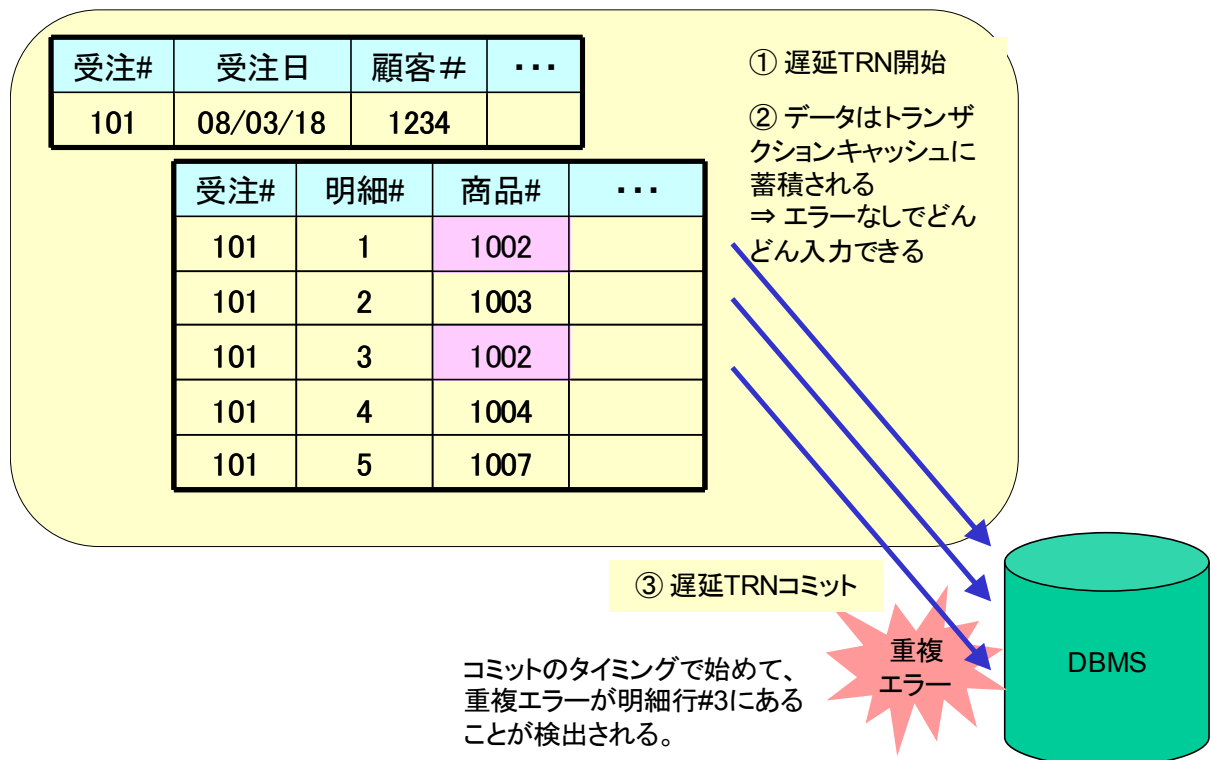 受注# 受注日 顧客# ・・・
101 08/03/18 1234
受注# 明細# 商品# ・・・
101 1 1002
101 2 1003
101 3 1002
101 4 1004
101 5 1007
① 遅延TRN開始
② データはトランザ
クションキャッシュに
蓄積される
⇒ エラーなしでどん
どん入力できる
③ 遅延TRNコミット
重複
エラー
DBMS
コミットのタイミングで始めて、
重複エラーが明細行#3にある
ことが検出される。